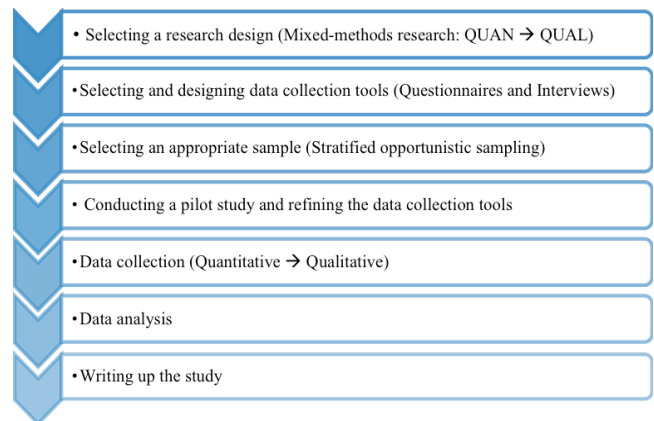 • Selecting a research design (Mixed-methods research: QUAN → QUAL)
•Selecting and designing data collection tools (Questionnaires and Interviews)
•Selecting an appropriate sample (Stratified opportunistic sampling)
• Conducting a pilot study and refining the data collection tools
•Data collection (Quantitative → Qualitative)
•Data analysis
•Writing up the study